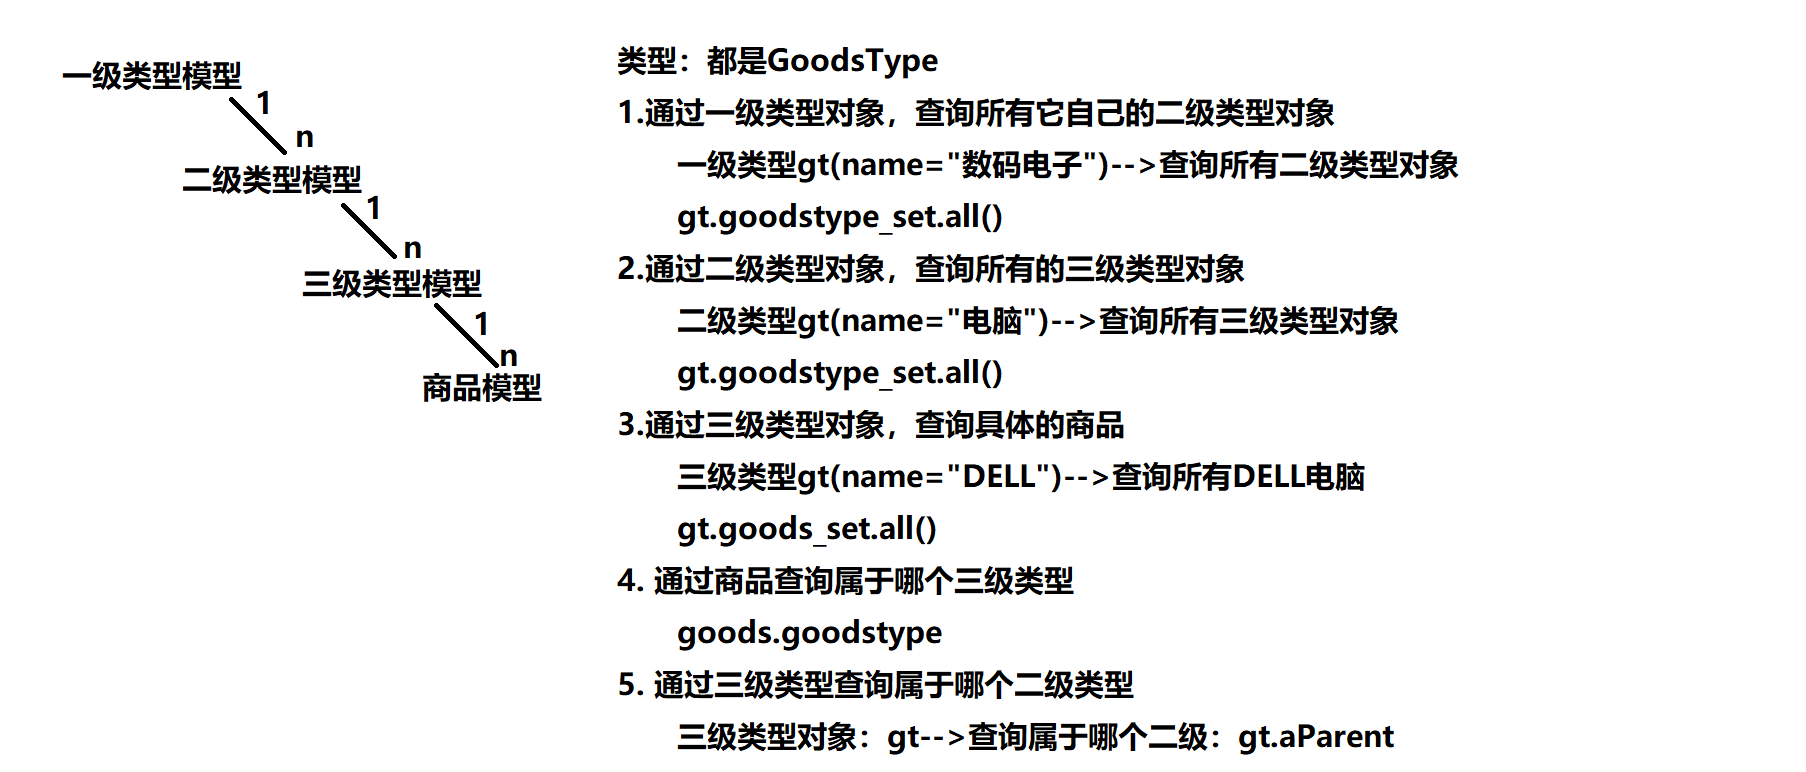 一级类型模型
1
n
二级类型模型
1
n
三级类型模型
1
n
商品模型
类型：都是GoodsType
1.通过一级类型对象，查询所有它自己的二级类型对象
一级类型gt(name="数码电子")-->查询所有二级类型对象
gt.goodstype_set.all()
2.通过二级类型对象，查询所有的三级类型对象
二级类型gt(name="电脑")-->查询所有三级类型对象
gt.goodstype_set.all()
3.通过三级类型对象，查询具体的商品
三级类型gt(name="DELL")-->查询所有DELL电脑
gt.goods_set.all()
4. 通过商品查询属于哪个三级类型
goods.goodstype
5. 通过三级类型查询属于哪个二级类型
三级类型对象：gt-->查询属于哪个二级：gt.aParent